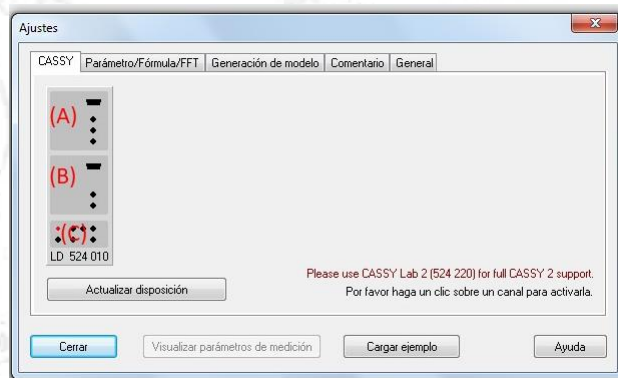 Ajustes
CASSY Parámetro/Fórmula/FFT Generación de modelo Comentario General
(A)
(B)
(C)
LD 524 010
Please use CASSY Lab 2 (524 220) for full CASSY 2 support.
Actualizar disposición
Por favor haga un clic sobre un canal para activarla.
Cerrar Visualizar parámetros de medición Cargar ejemplo Ayuda